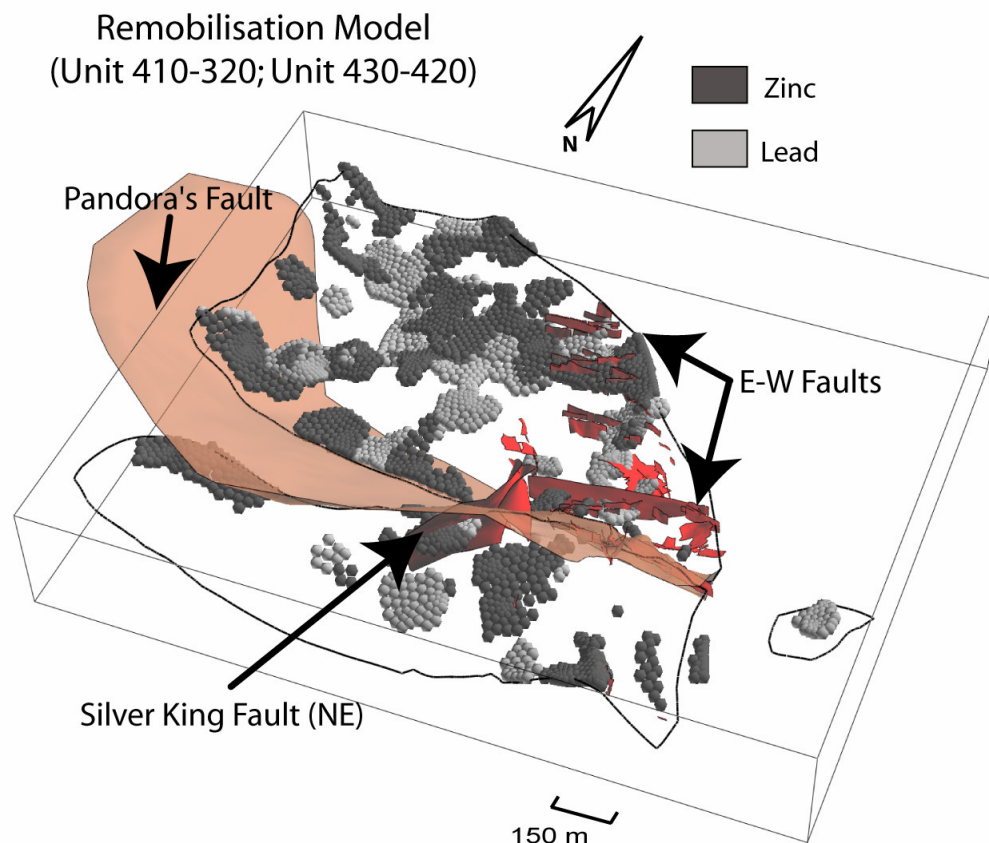 Remobilisation Model
(Unit 410-320; Unit 430-420)
Zinc
N
Lead
Pandora's Fault
E-W Faults
Silver King Fault (NE)
150 m